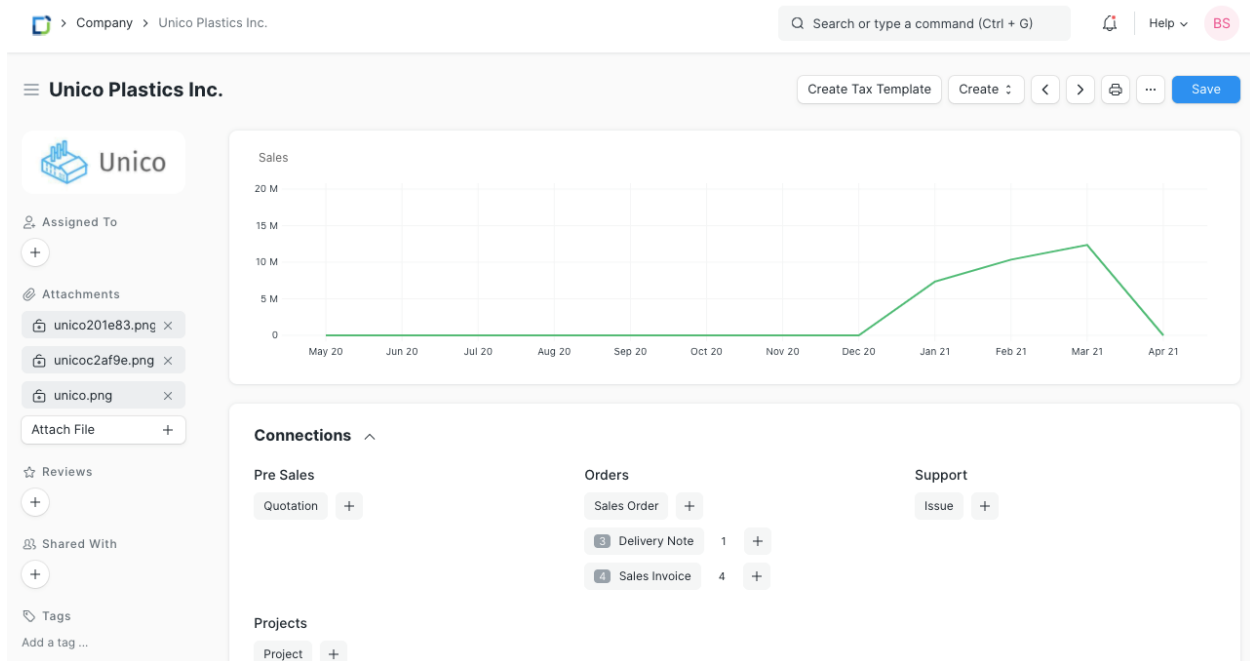 Company > Unico Plastics Inc.
Search or type a command (Ctrl + G)
Help
BS
Unico Plastics Inc.
Create Tax Template
Create
...
Save
Unico
Assigned To
+
Attachments
unico201e83.png ×
unicoc2af9e.png ×
unico.png ×
Attach File +
Reviews
+
Shared With
+
Tags
Add a tag ...
Sales
20 M
15 M
10 M
5 M
0
May 20 Jun 20 Jul 20 Aug 20 Sep 20 Oct 20 Nov 20 Dec 20 Jan 21 Feb 21 Mar 21 Apr 21
Connections
Pre Sales
Quotation +
Orders
Sales Order +
3 Delivery Note 1 +
4 Sales Invoice 4 +
Support
Issue +
Projects
Project +